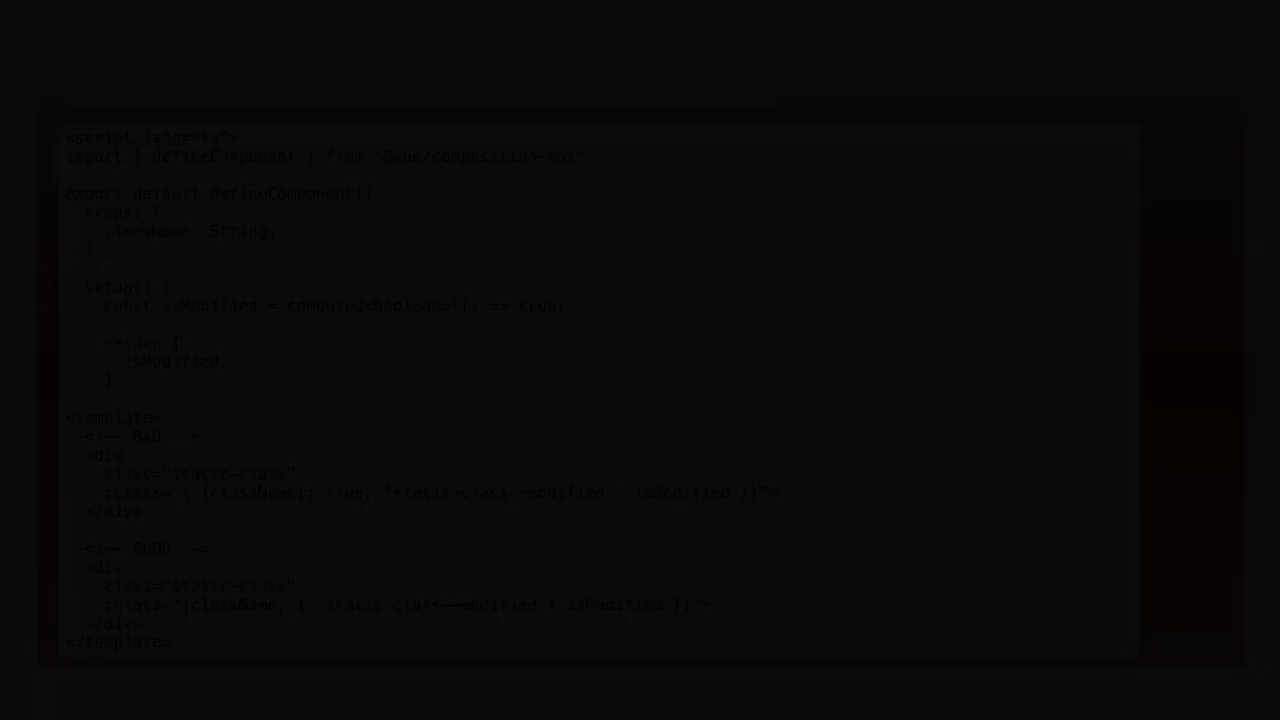 <script lang="ts">
import { defineComponent } from '@vue/composition-api'
export default defineComponent({
props: {
className: String,
},
setup() {
const isModified = computed<boolean>(() => true)
return {
isModified,
}
<template>
<!-- BAD -->
<div
class="static-class"
:class="{ [className]: true, 'static-class--modified': isModified }]">
</div>
<!-- GOOD -->
<div
class="static-class"
:class="[className, { 'static-class--modified': isModified }]">
</div>
</template>